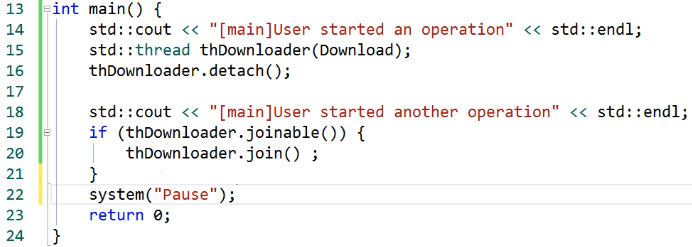 13 int main() {
14 std::cout << "[main]User started an operation" << std::endl;
15 std::thread thDownloader(Download);
16 thDownloader.detach();
17
18 std::cout << "[main]User started another operation" << std::endl;
19 if (thDownloader.joinable()) {
20 thDownloader.join() ;
21 }
22 system("Pause");
23 return 0;
24 }